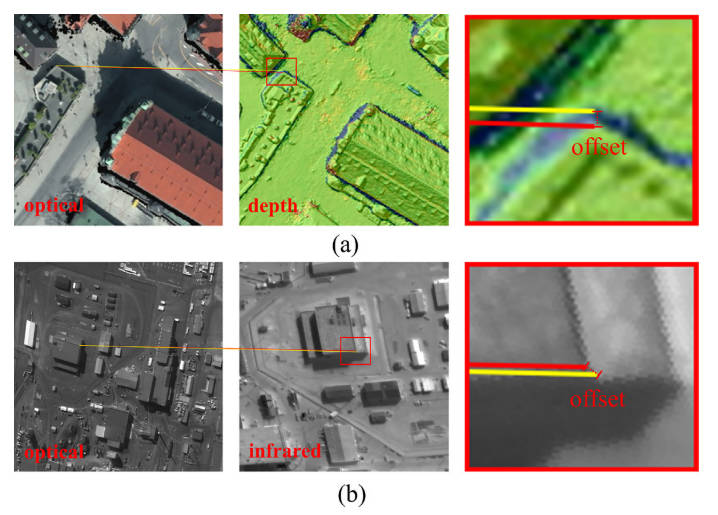 optical
depth
offset
(a)
optical
infrared
offset
(b)